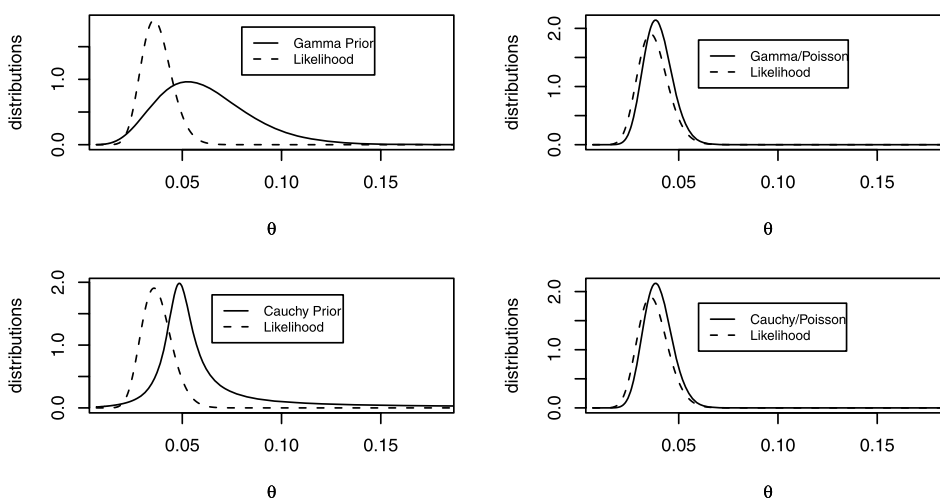 distributions
0.0
1.0
Gamma Prior
Likelihood
0.05
0.10
0.15
θ
distributions
0.0
1.0
2.0
Gamma/Poisson
Likelihood
0.05
0.10
0.15
θ
distributions
0.0
1.0
2.0
Cauchy Prior
Likelihood
0.05
0.10
0.15
θ
distributions
0.0
1.0
2.0
Cauchy/Poisson
Likelihood
0.05
0.10
0.15
θ